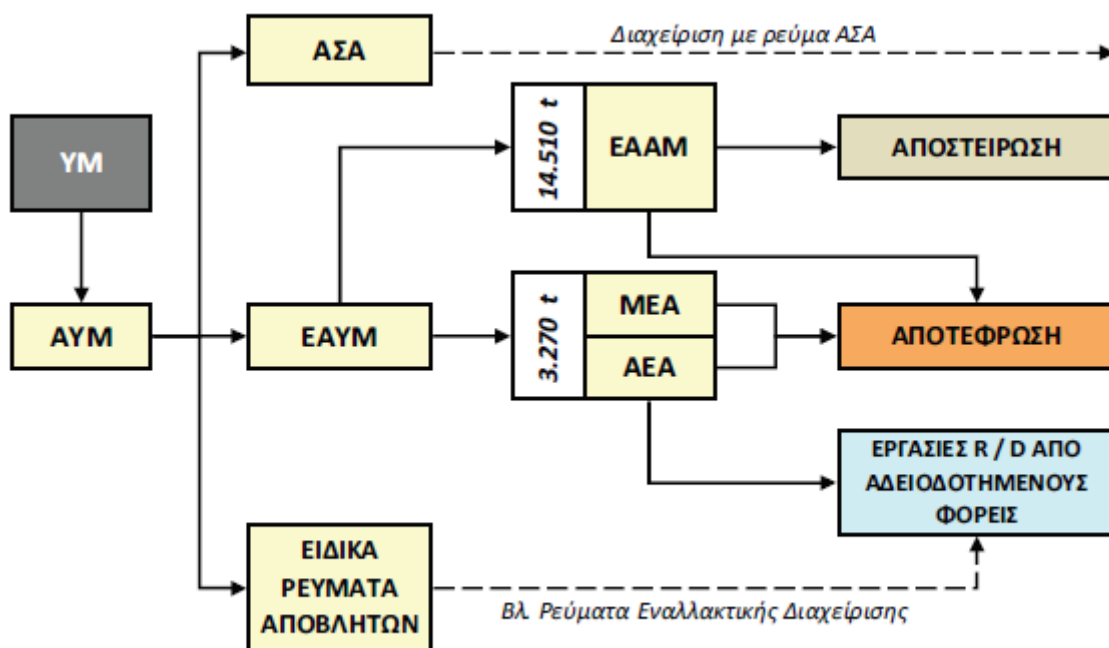 ΑΣΑ
Διαχείριση με ρεύμα ΑΣΑ
ΥΜ
14.510 t
ΕΑΑΜ
ΑΠΟΣΤΕΙΡΩΣΗ
ΑΥΜ
ΕΑΥΜ
3.270 t
ΜΕΑ
ΑΕΑ
ΑΠΟΤΕΦΡΩΣΗ
ΕΡΓΑΣΙΕΣ R / D ΑΠΟ
ΑΔΕΙΟΔΟΤΗΜΕΝΟΥΣ
ΦΟΡΕΙΣ
ΕΙΔΙΚΑ
ΡΕΥΜΑΤΑ
ΑΠΟΒΛΗΤΩΝ
Βλ. Ρεύματα Εναλλακτικής Διαχείρισης